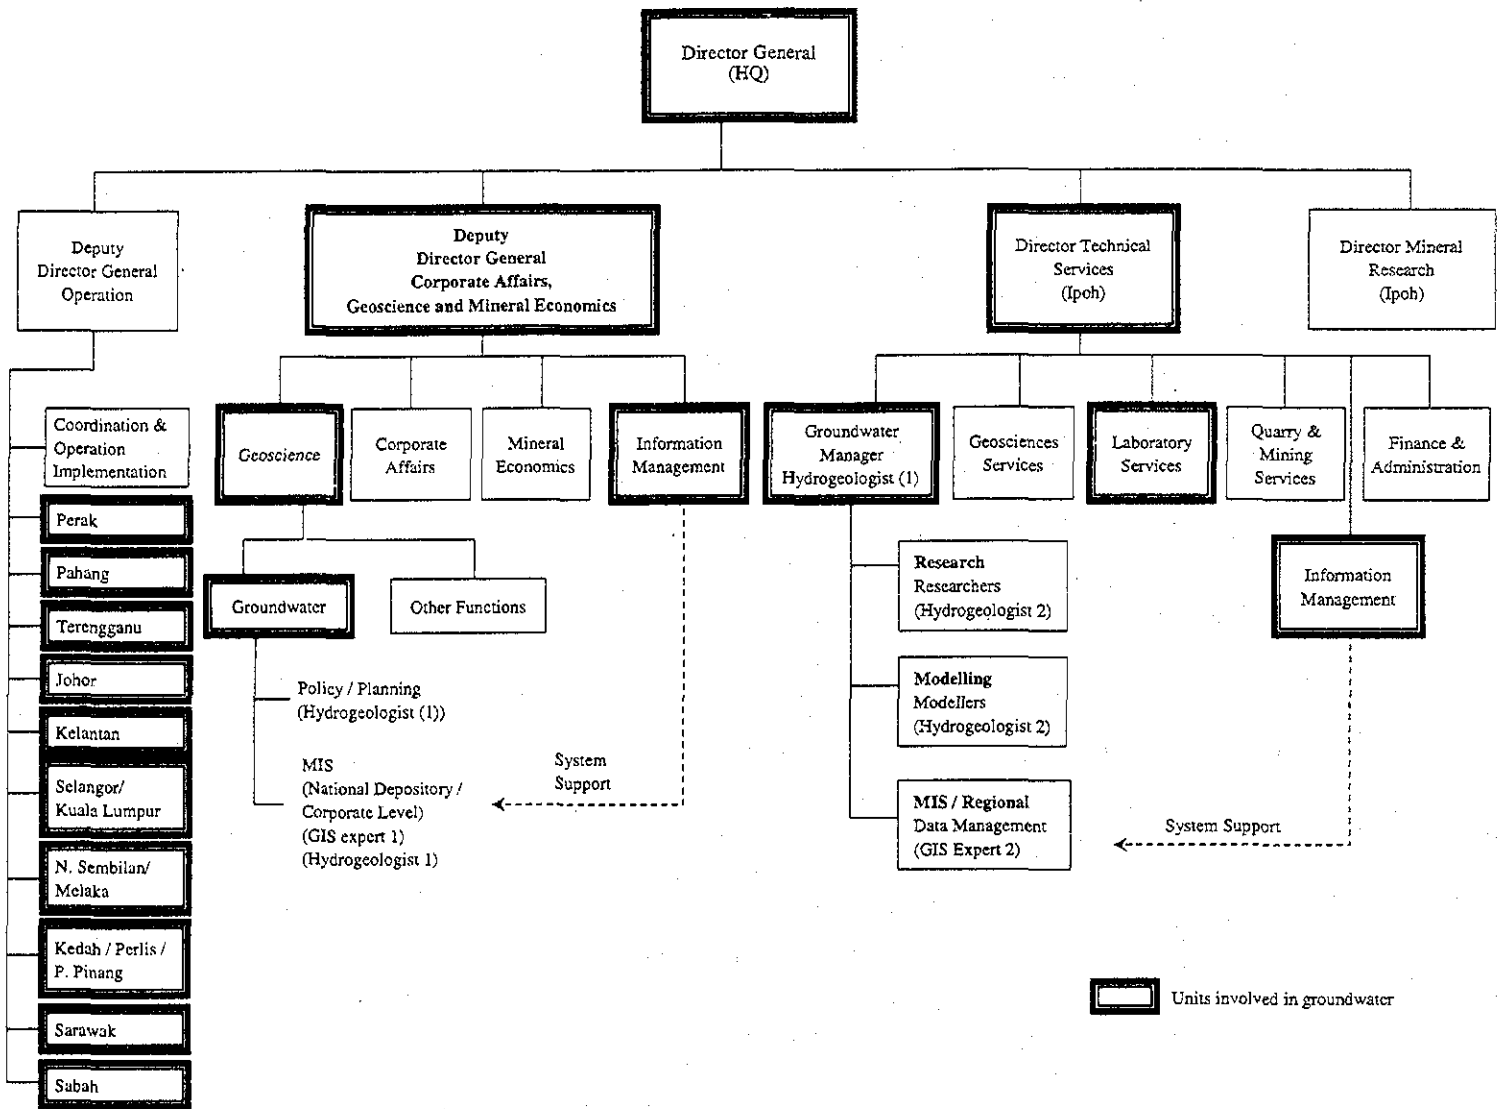 Director General
(HQ)
Deputy
Director General
Operation
Deputy
Director General
Corporate Affairs,
Geoscience and Mineral Economics
Director Technical
Services
(Ipoh)
Director Mineral
Research
(Ipoh)
Coordination &
Operation
Implementation
Perak
Pahang
Terengganu
Johor
Kelantan
Selangor/
Kuala Lumpur
N. Sembilan/
Melaka
Kedah / Perlis /
P. Pinang
Sarawak
Sabah
Geoscience
Corporate
Affairs
Mineral
Economics
Information
Management
Groundwater
Other Functions
Policy / Planning
(Hydrogeologist (1))
MIS
(National Depository /
Corporate Level)
(GIS expert 1)
(Hydrogeologist 1)
System
Support
Groundwater
Manager
Hydrogeologist (1)
Geosciences
Services
Laboratory
Services
Quarry &
Mining
Services
Finance &
Administration
Information
Management
Research
Researchers
(Hydrogeologist 2)
Modelling
Modellers
(Hydrogeologist 2)
MIS / Regional
Data Management
(GIS Expert 2)
System Support
Units involved in groundwater